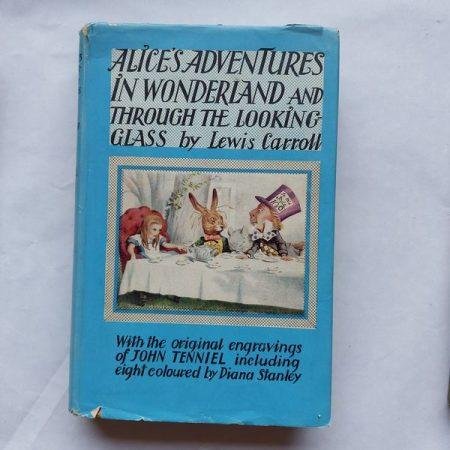 ALICE'S ADVENTURES
IN WONDERLAND AND
THROUGH THE LOOKING-
GLASS by Lewis Carroll
With the original engravings
of JOHN TENNIEL including
eight coloured by Diana Stanley